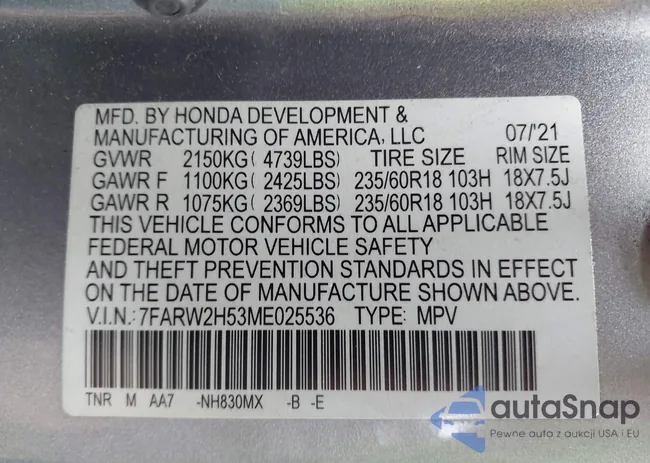 MFD. BY HONDA DEVELOPMENT &
MANUFACTURING OF AMERICA, LLC 07/'21
GVWR 2150KG( 4739LBS) TIRE SIZE RIM SIZE
GAWR F 1100KG( 2425LBS) 235/60R18 103H 18X7.5J
GAWR R 1075KG( 2369LBS) 235/60R18 103H 18X7.5J
THIS VEHICLE CONFORMS TO ALL APPLICABLE
FEDERAL MOTOR VEHICLE SAFETY
AND THEFT PREVENTION STANDARDS IN EFFECT
ON THE DATE OF MANUFACTURE SHOWN ABOVE.
V.I.N.:7FARW2H53ME025536 TYPE: MPV
TNR M AA7 -NH830MX -B -E
autaSnap
Pewne auta z aukcji USA i EU